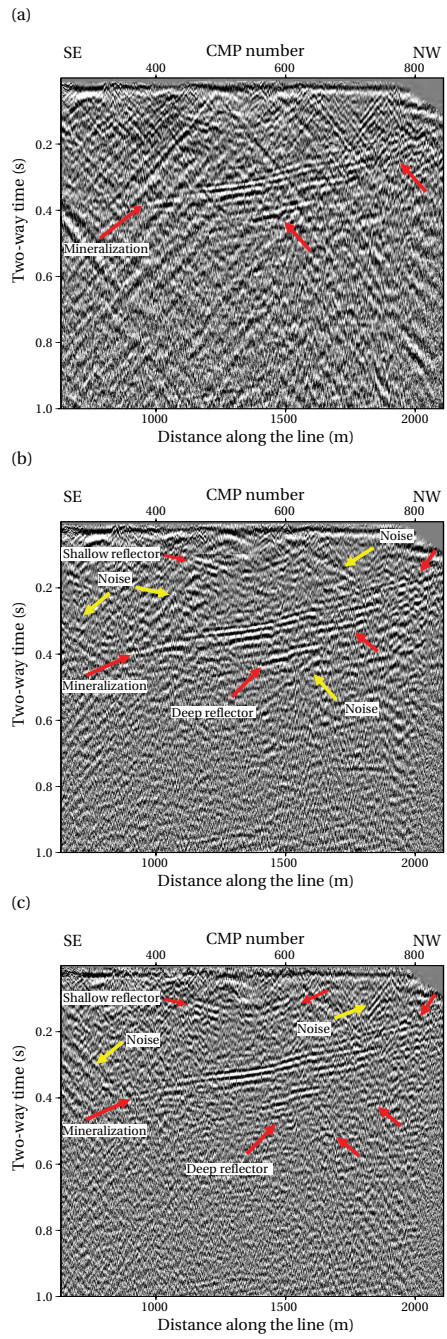 (a)
SE CMP number NW
400 600 800
0.2
0.4
Mineralization
0.6
0.8
1.0
Two-way time (s)
1000 1500 2000
Distance along the line (m)
(b)
SE CMP number NW
400 600 800
Noise
Shallow reflector
0.2
Noise
0.4
Mineralization
Deep reflector Noise
0.6
0.8
1.0
Two-way time (s)
1000 1500 2000
Distance along the line (m)
(c)
SE CMP number NW
400 600 800
Shallow reflector
0.2
Noise Noise
0.4
Mineralization
0.6
Deep reflector
0.8
1.0
Two-way time (s)
1000 1500 2000
Distance along the line (m)